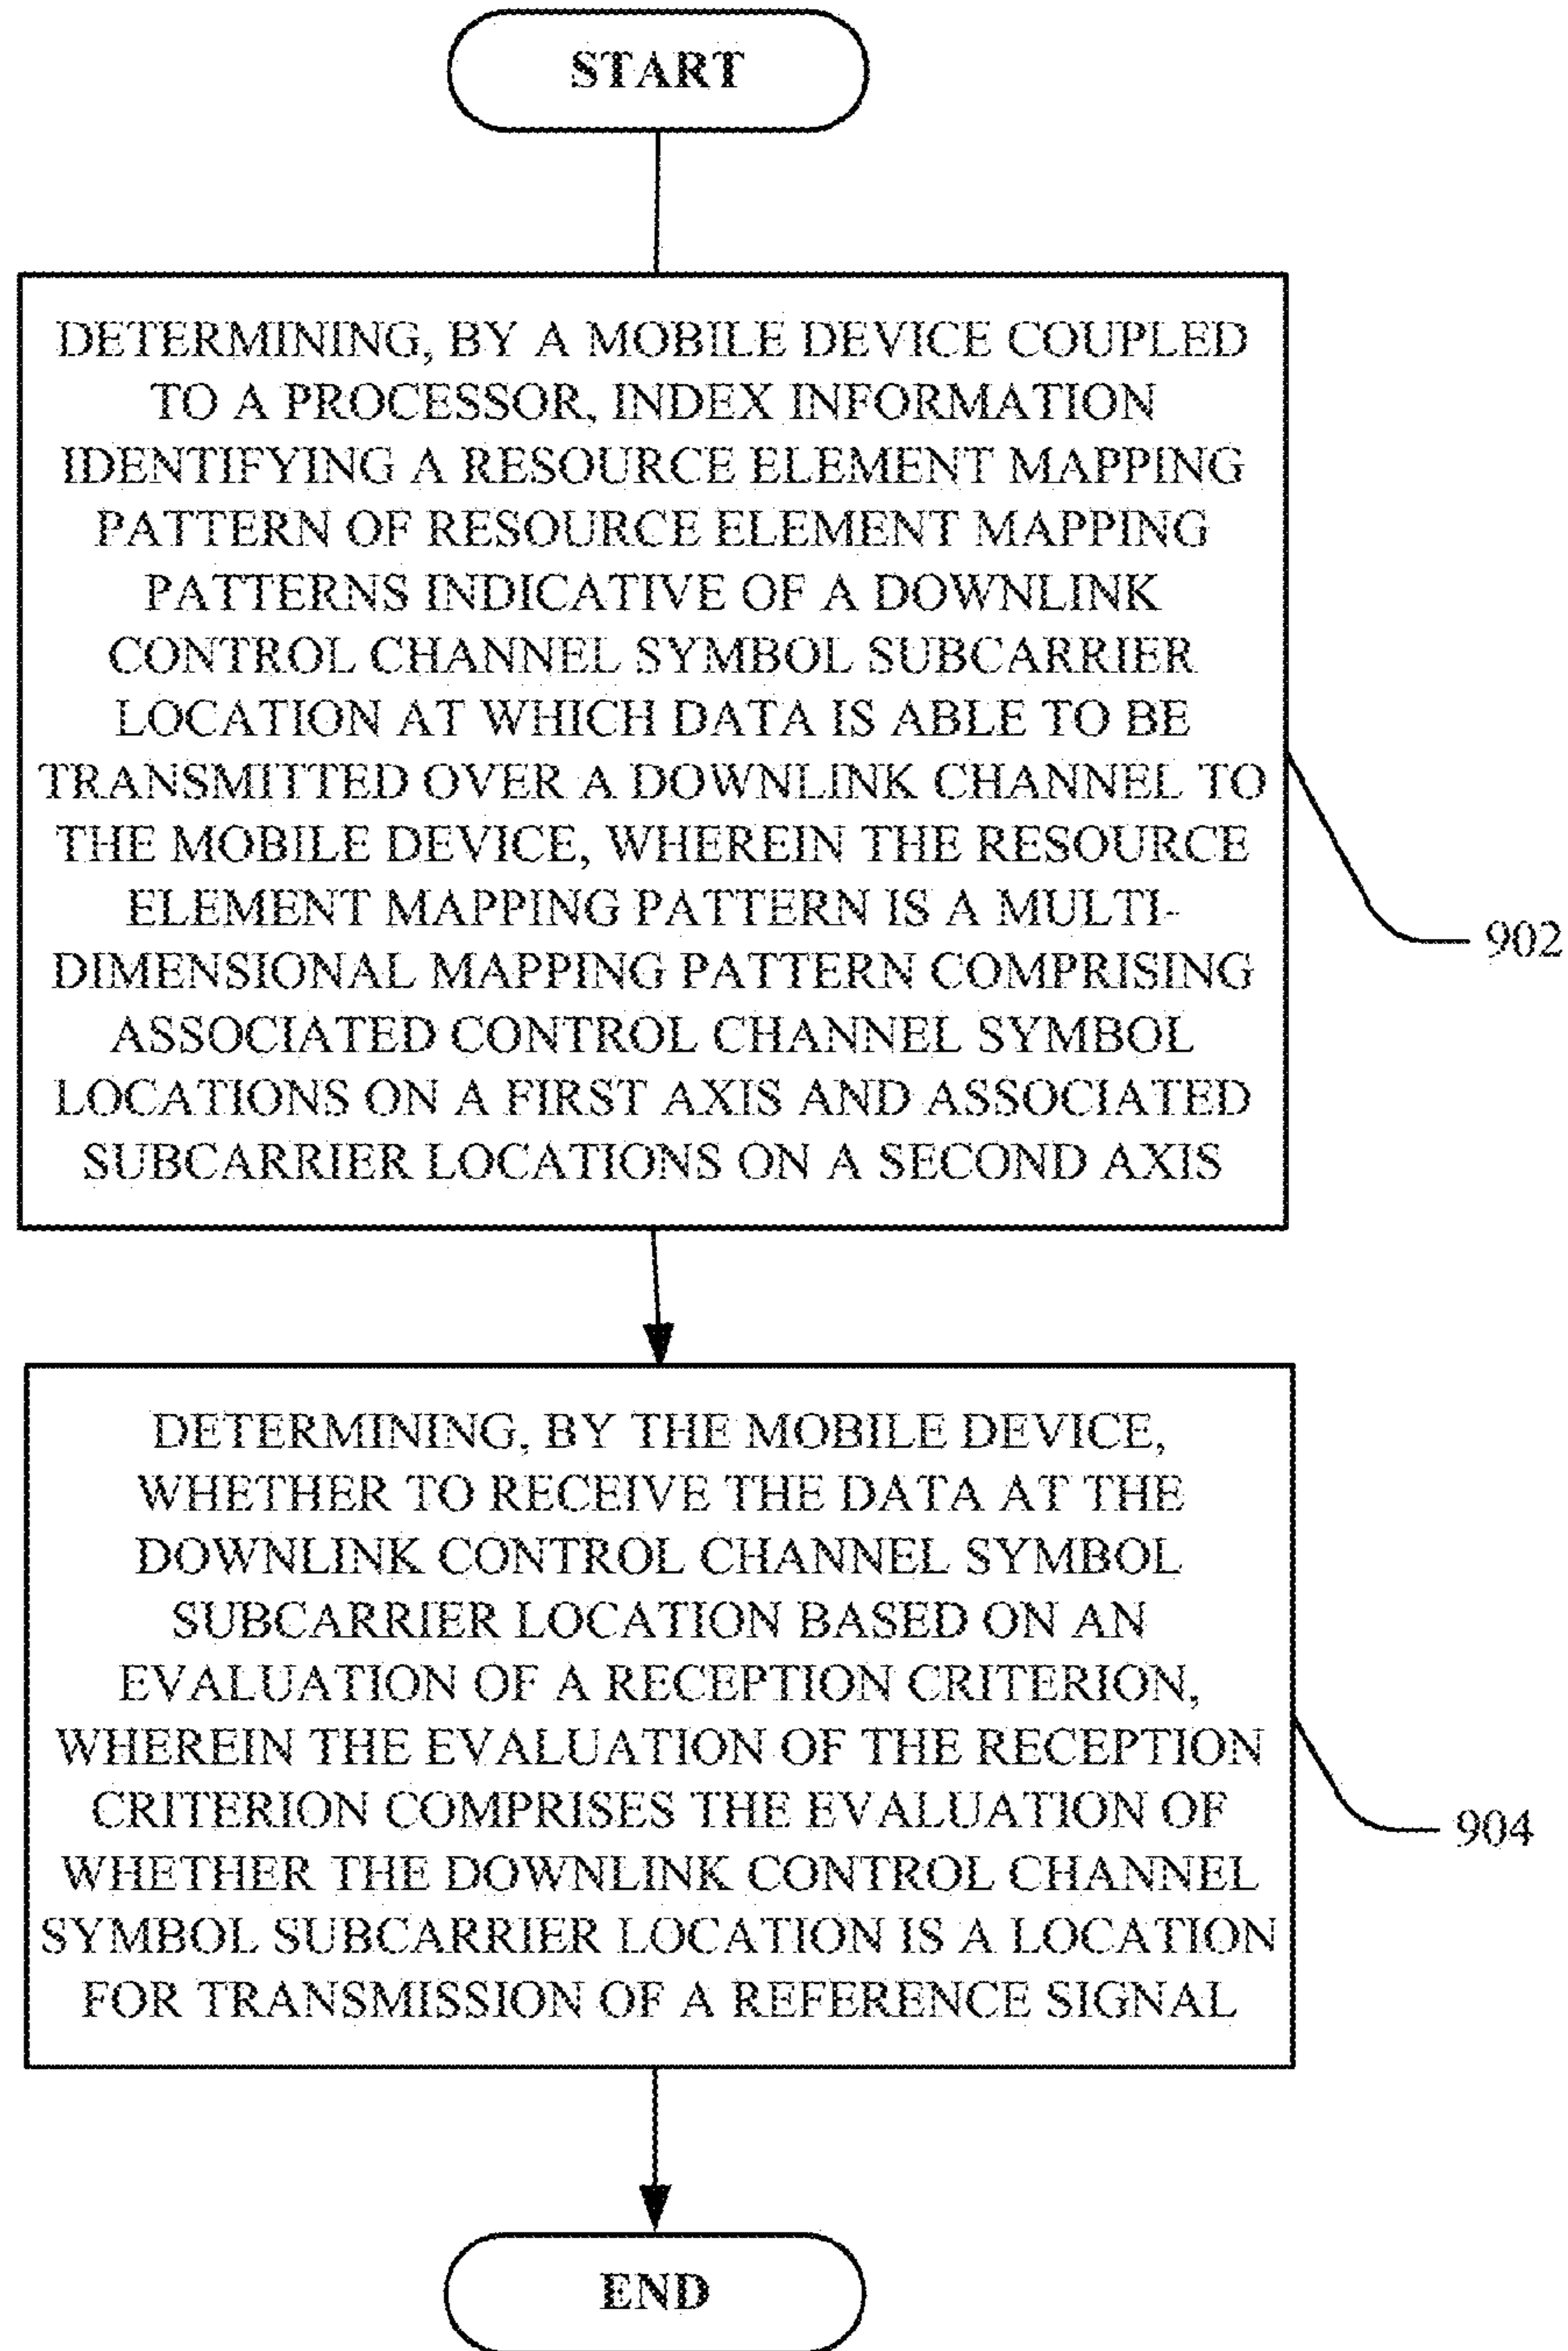 START
DETERMINING, BY A MOBILE DEVICE COUPLED
TO A PROCESSOR, INDEX INFORMATION
IDENTIFYING A RESOURCE ELEMENT MAPPING
PATTERN OF RESOURCE ELEMENT MAPPING
PATTERNS INDICATIVE OF A DOWNLINK
CONTROL CHANNEL SYMBOL SUBCARRIER
LOCATION AT WHICH DATA IS ABLE TO BE
TRANSMITTED OVER A DOWNLINK CHANNEL TO
THE MOBILE DEVICE, WHEREIN THE RESOURCE
ELEMENT MAPPING PATTERN IS A MULTI-
DIMENSIONAL MAPPING PATTERN COMPRISING
ASSOCIATED CONTROL CHANNEL SYMBOL
LOCATIONS ON A FIRST AXIS AND ASSOCIATED
SUBCARRIER LOCATIONS ON A SECOND AXIS
902
DETERMINING, BY THE MOBILE DEVICE,
WHETHER TO RECEIVE THE DATA AT THE
DOWNLINK CONTROL CHANNEL SYMBOL
SUBCARRIER LOCATION BASED ON AN
EVALUATION OF A RECEPTION CRITERION,
WHEREIN THE EVALUATION OF THE RECEPTION
CRITERION COMPRISES THE EVALUATION OF
WHETHER THE DOWNLINK CONTROL CHANNEL
SYMBOL SUBCARRIER LOCATION IS A LOCATION
FOR TRANSMISSION OF A REFERENCE SIGNAL
904
END